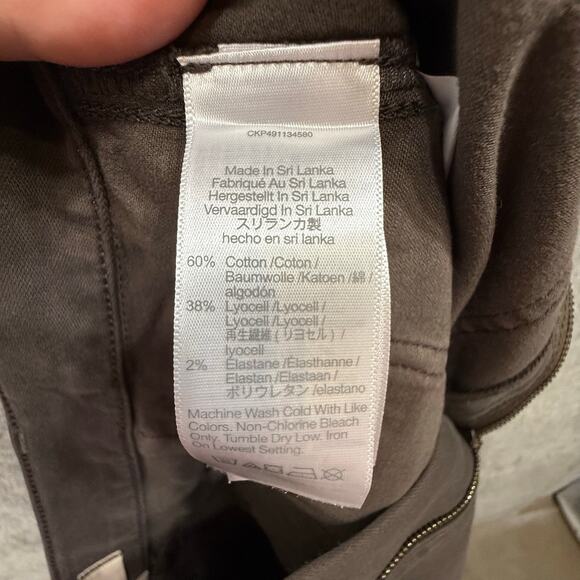 CKP491134580
Made In Sri Lanka
Fabriqué Au Sri Lanka
Hergestellt In Sri Lanka
Vervaardigd In Sri Lanka
スリランカ製
hecho en sri lanka
60% Cotton /Coton/
Baumwolle /Katoen /綿/
algodón
38% Lyocell /Lyocell/
Lyocell /Lyocell/
再生繊維 ( リヨセル) /
lyocell
2% Elastane /Élasthanne/
Elastan /Elastaan/
ポリウレタン /elastano
Machine Wash Cold With Like
Colors. Non-Chlorine Bleach
Only. Tumble Dry Low. Iron
On Lowest Setting.